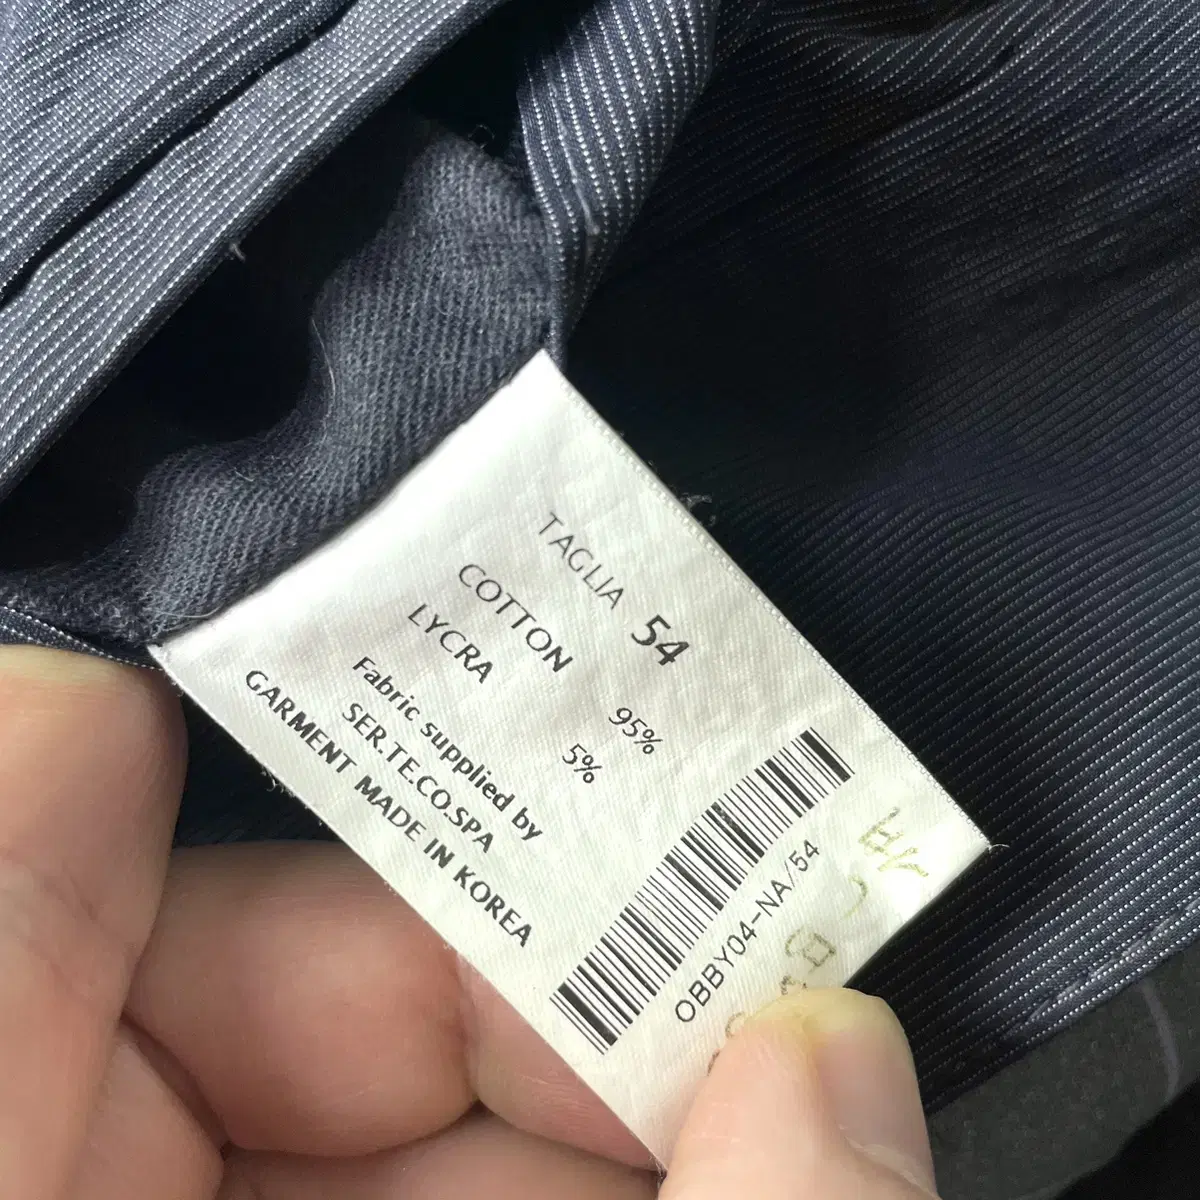 TAGLIA 54
COTTON 95%
LYCRA 5%
Fabric supplied by
SER.TE.CO.SPA
GARMENT MADE IN KOREA
OBBY04-NA/54